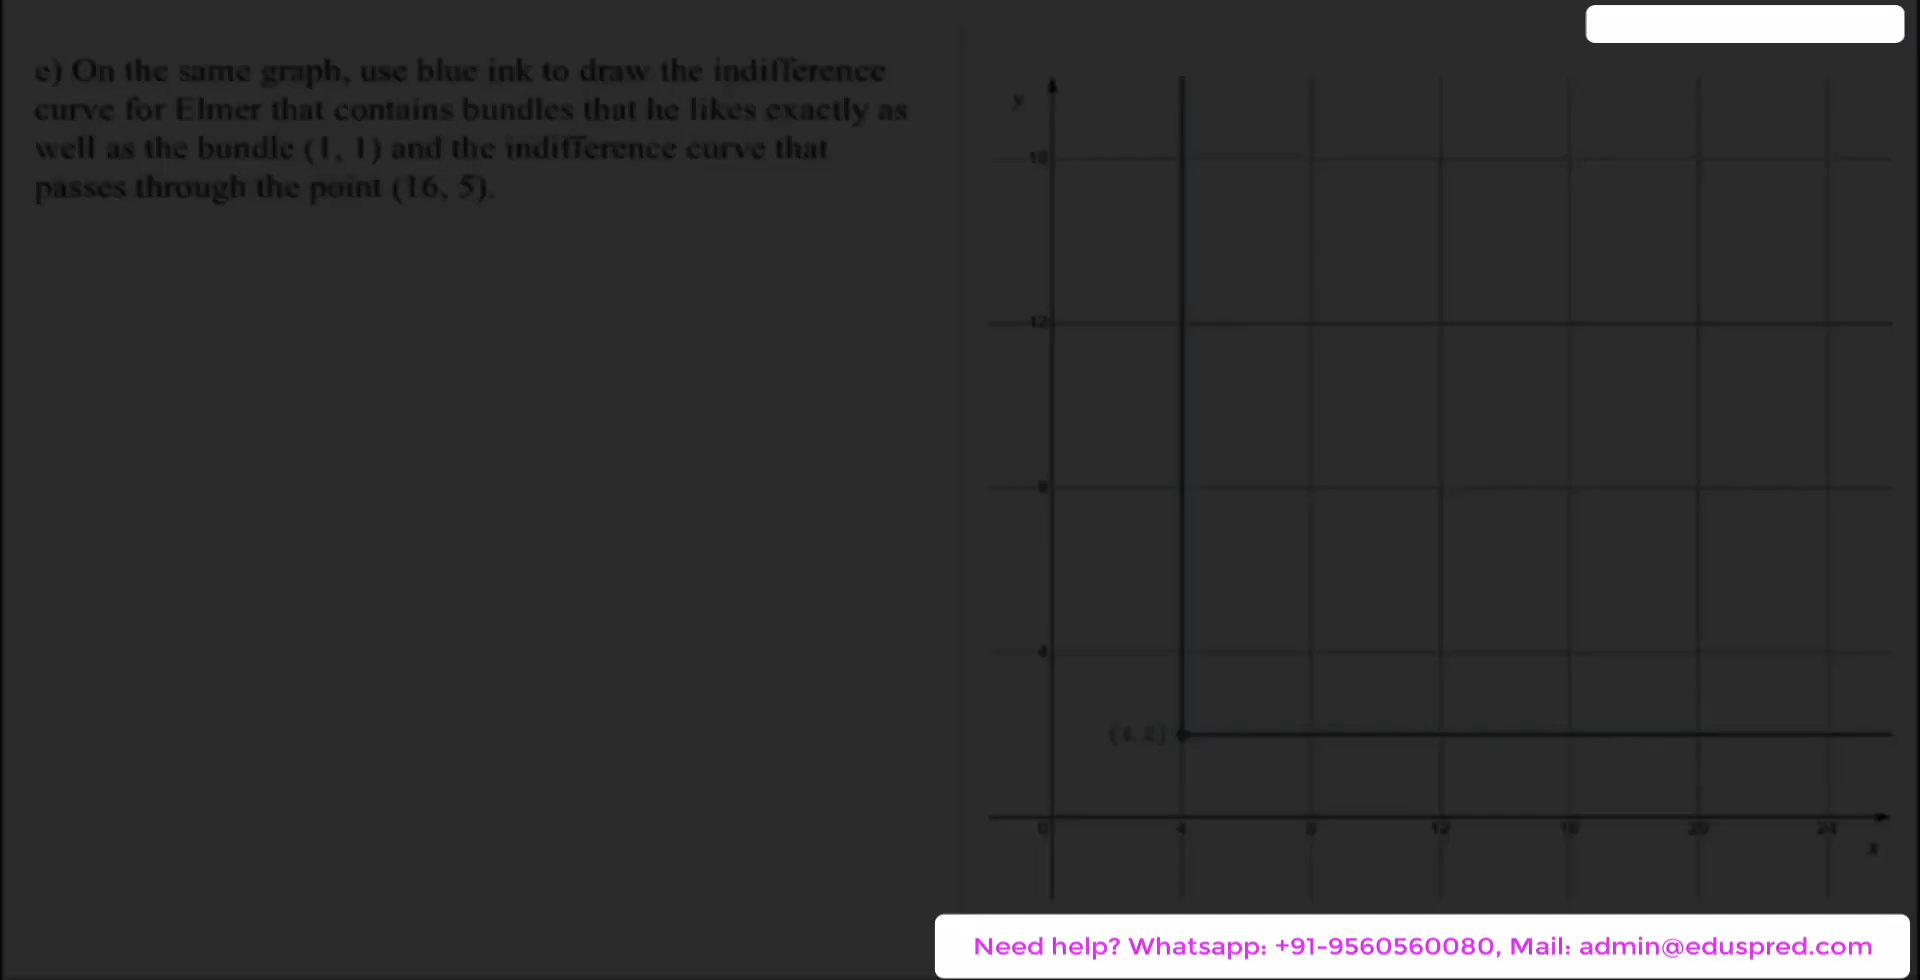 e) On the same graph, use blue ink to draw the indifference
curve for Elmer that contains bundles that he likes exactly as
well as the bundle (1, 1) and the indifference curve that
passes through the point (16, 5).
y
16
12
8
4
(4, 2)
0 4 8 12 16 20 24
x
Need help? Whatsapp: +91-9560560080, Mail: admin@eduspred.com